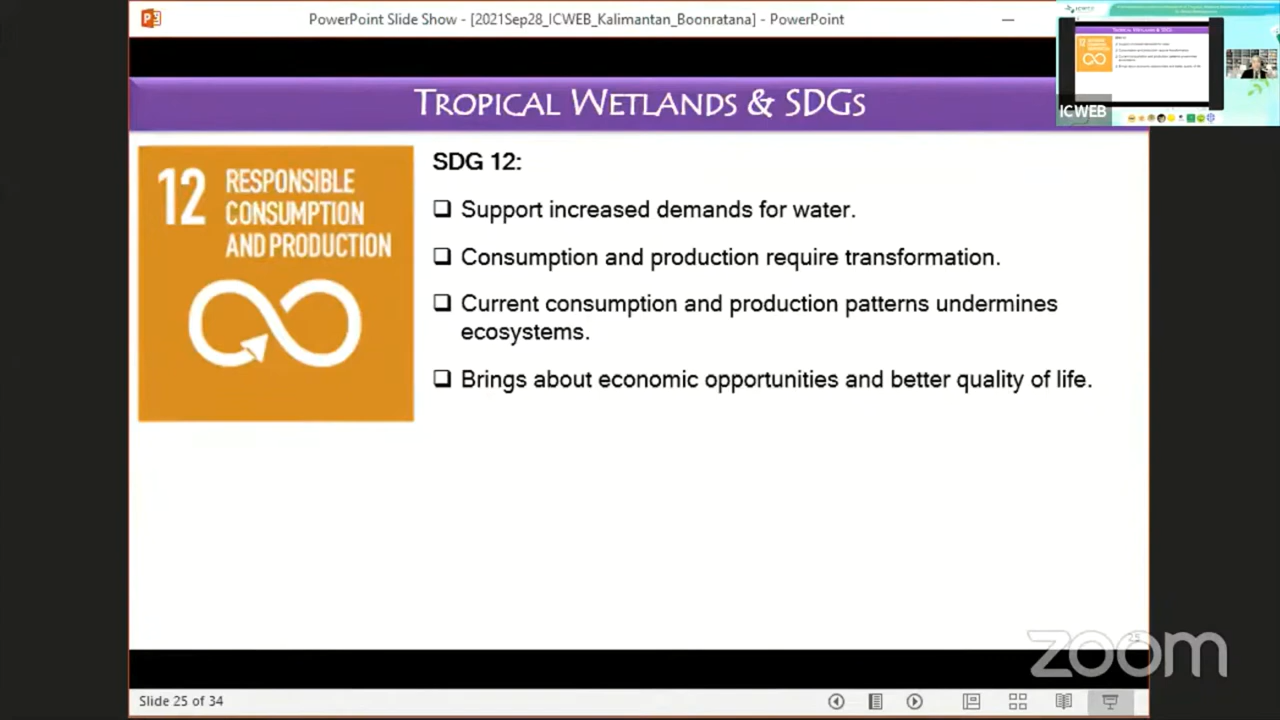 PowerPoint Slide Show - [2021Sep28_ICWEB_Kalimantan_Boonratana] - PowerPoint
TROPICAL WETLANDS & SDGS
ICWEB
12 RESPONSIBLE
CONSUMPTION
AND PRODUCTION
SDG 12:
Support increased demands for water.
Consumption and production require transformation.
Current consumption and production patterns undermines
ecosystems.
Brings about economic opportunities and better quality of life.
25
zoom
Slide 25 of 34